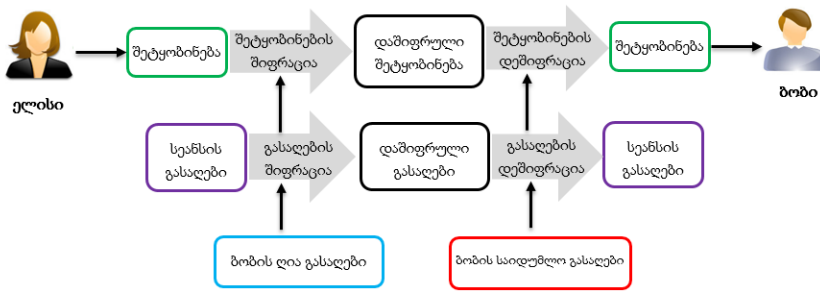 ელისი
შეტყობინება
შეტყობინების
შიფრაცია
დაშიფრული
შეტყობინება
შეტყობინების
დეშიფრაცია
შეტყობინება
ბობი
სეანსის
გასაღები
გასაღების
შიფრაცია
დაშიფრული
გასაღები
გასაღების
დეშიფრაცია
სეანსის
გასაღები
ბობის ღია გასაღები
ბობის საიდუმლო გასაღები